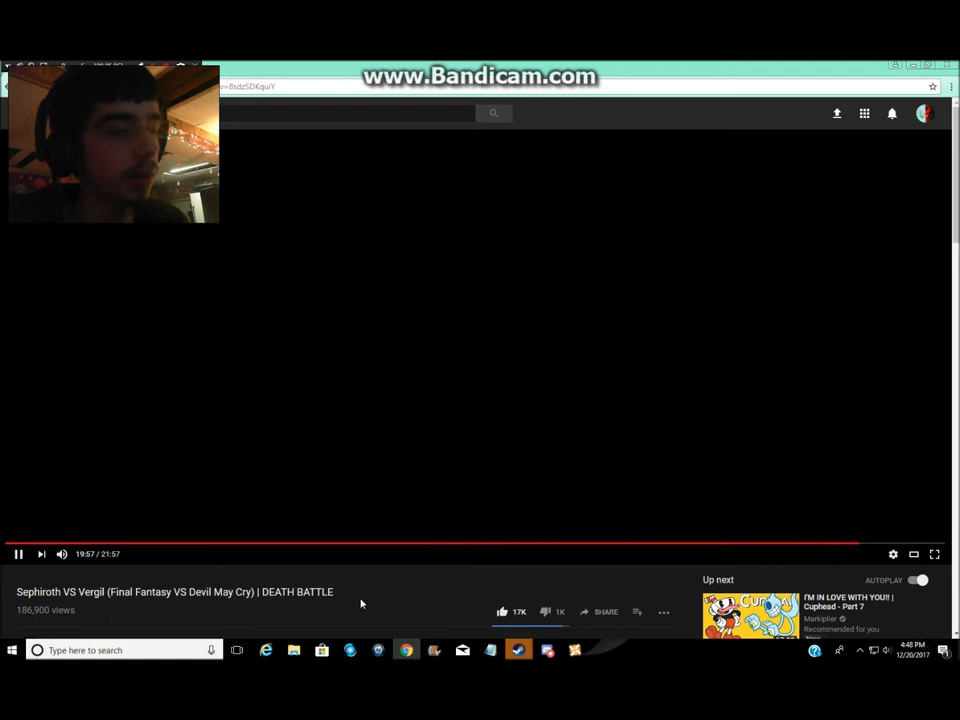 www.Bandicam.com
v=8sdzSDKquiY
19:57 / 21:57
Sephiroth VS Vergil (Final Fantasy VS Devil May Cry) | DEATH BATTLE
186,900 views
17K
1K
SHARE
Up next
AUTOPLAY
I'M IN LOVE WITH YOU!! |
Cuphead - Part 7
Markiplier
Recommended for you
Type here to search
4:48 PM
12/20/2017